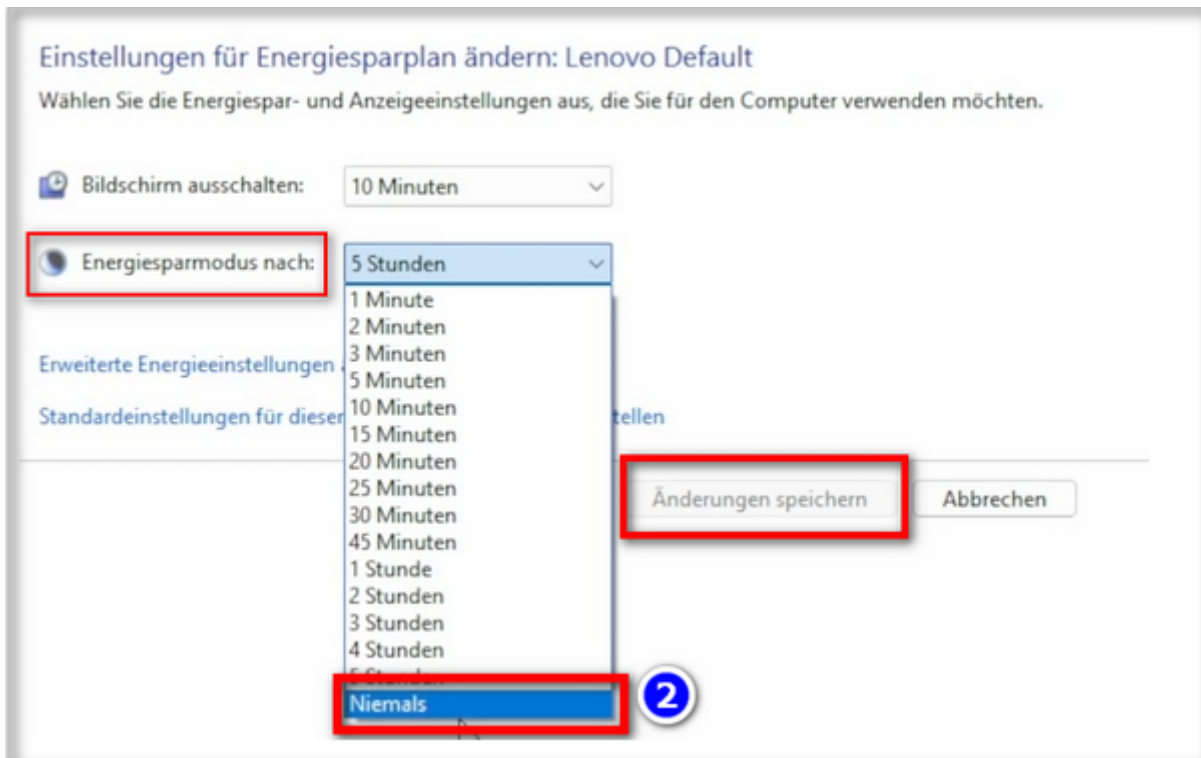 Einstellungen für Energiesparplan ändern: Lenovo Default
Wählen Sie die Energiespar- und Anzeigeeinstellungen aus, die Sie für den Computer verwenden möchten.
Bildschirm ausschalten: 10 Minuten
Energiesparmodus nach: 5 Stunden
1 Minute
2 Minuten
3 Minuten
5 Minuten
10 Minuten
15 Minuten
20 Minuten
25 Minuten
30 Minuten
45 Minuten
1 Stunde
2 Stunden
3 Stunden
4 Stunden
5 Stunden
Niemals
2
Erweiterte Energieeinstellungen
Standardeinstellungen für dieser tellen
Änderungen speichern Abbrechen